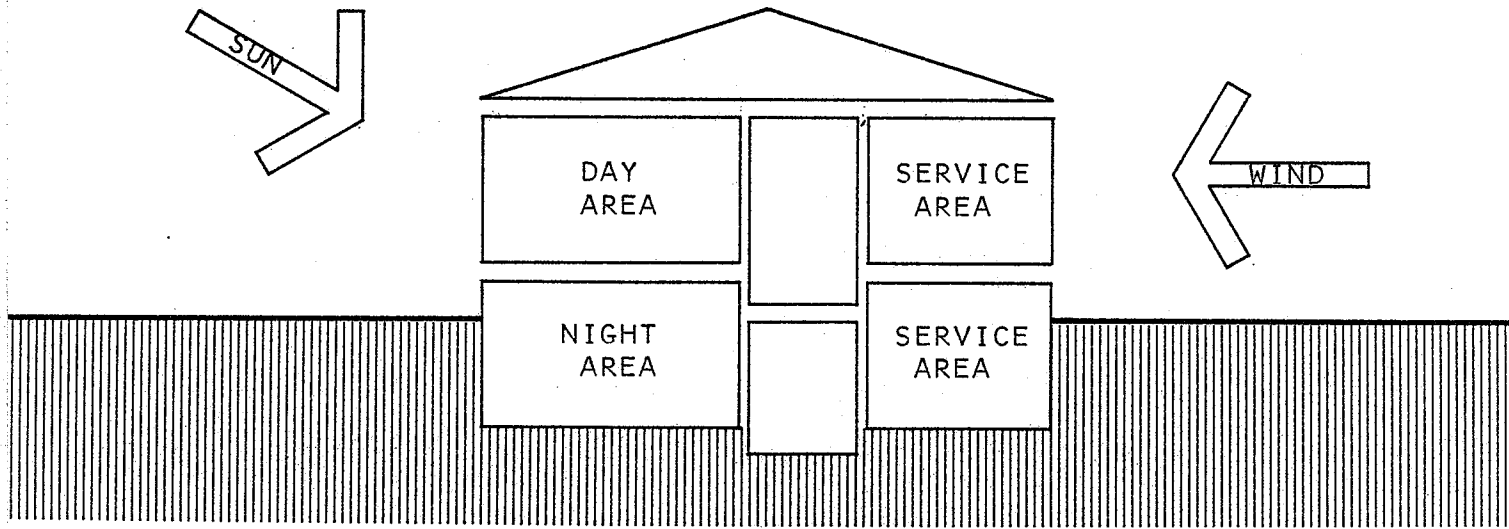 SUN
DAY
AREA
SERVICE
AREA
WIND
NIGHT
AREA
SERVICE
AREA